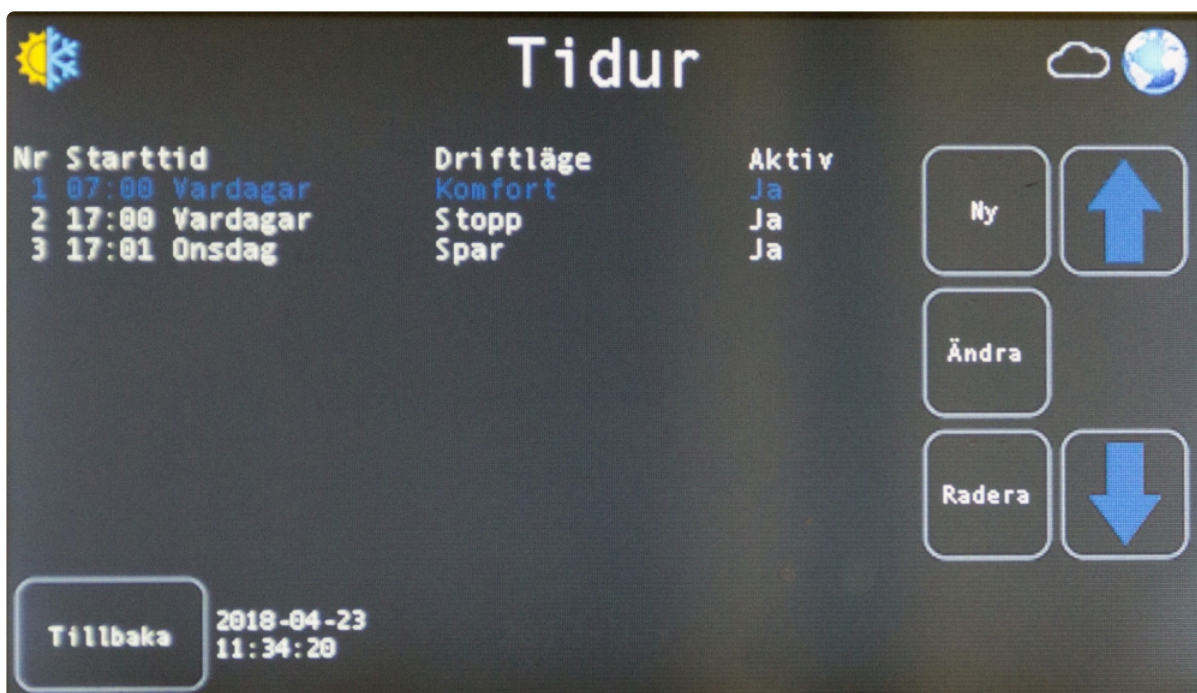 Tidur
Nr Starttid Driftläge Aktiv
1 07:00 Vardagar Komfort Ja
2 17:00 Vardagar Stopp Ja
3 17:01 Onsdag Spar Ja
Ny
Ändra
Radera
Tillbaka
2018-04-23
11:34:20